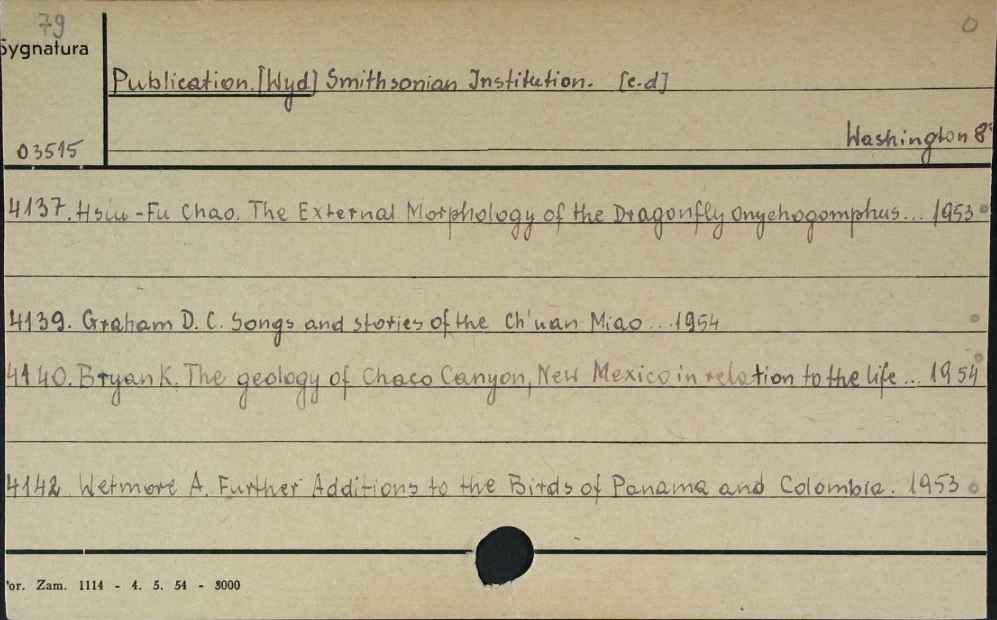 79
Sygnatura
Publication. [Wyd] Smithsonian Institution. [c.d]
Washington 8°
03515
4137. Hsiu-Fu Chao. The External Morphology of the Dragonfly Onychogomphus... 1953
4139. Graham D. C. Songs and stories of the Ch'uan Miao... 1954
4140. Bryan K. The geology of Chaco Canyon, New Mexico in relation to the life... 1954
4142 Wetmore A. Further Additions to the Birds of Panama and Colombia. 1953
or. Zam. 1114 - 4. 5. 54 - 3000